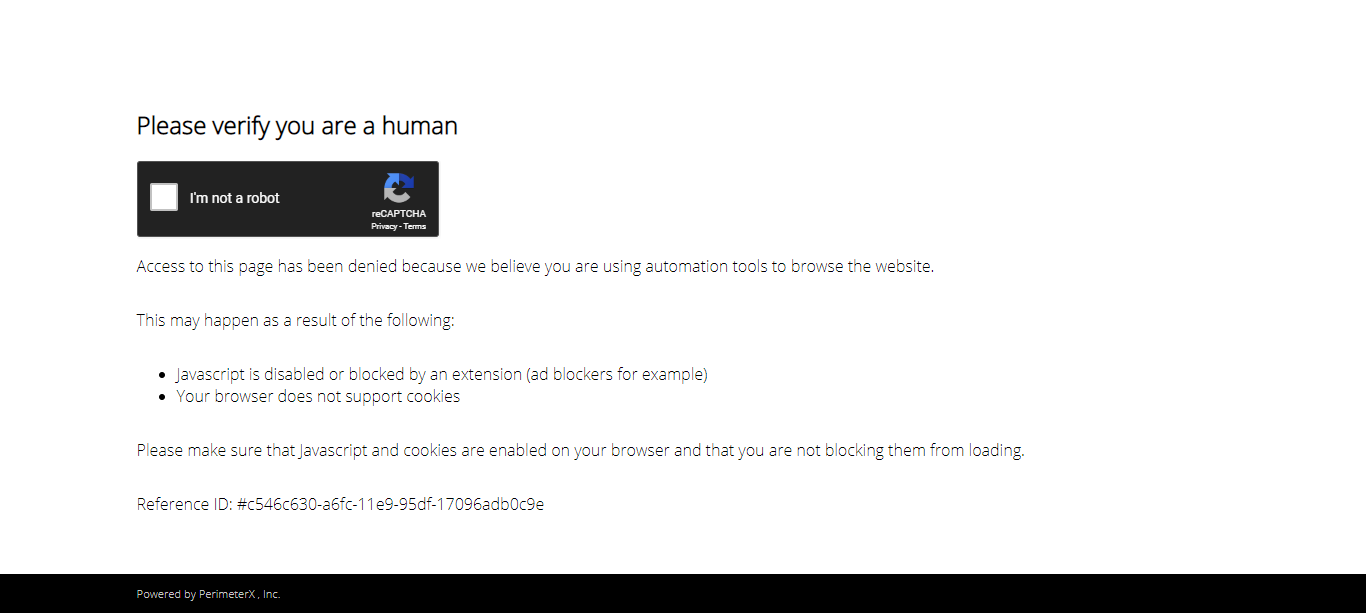 Please verify you are a human
I'm not a robot
reCAPTCHA
Privacy - Terms
Access to this page has been denied because we believe you are using automation tools to browse the website.
This may happen as a result of the following:
Javascript is disabled or blocked by an extension (ad blockers for example)
Your browser does not support cookies
Please make sure that Javascript and cookies are enabled on your browser and that you are not blocking them from loading.
Reference ID: #c546c630-a6fc-11e9-95df-17096adb0c9e
Powered by PerimeterX , Inc.